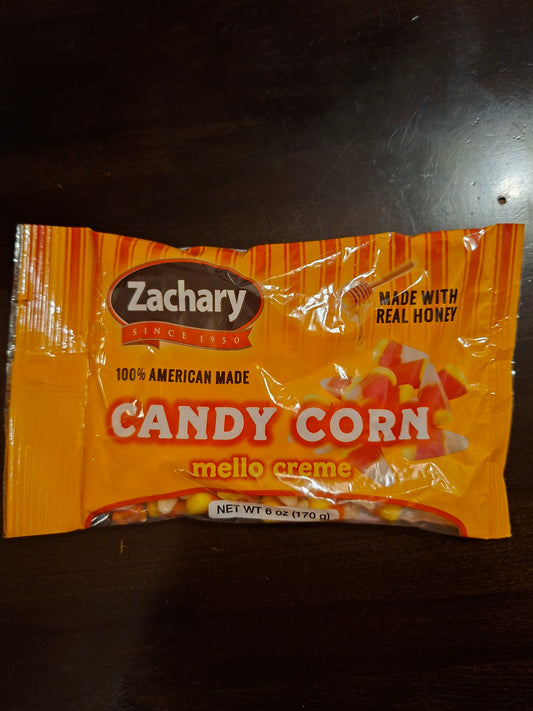 Zachary
SINCE 1950
MADE WITH
REAL HONEY
100% AMERICAN MADE
CANDY CORN
mello creme
NET WT 6 oz (170 g)